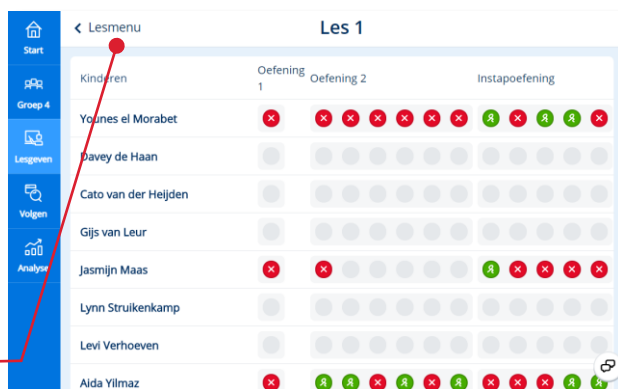 Lesmenu
Les 1
Start
Groep 4
Lesgeven
Volgen
Analyse
Kinderen
Oefening 1
Oefening 2
Instapoefening
Younes el Morabet
Davey de Haan
Cato van der Heijden
Gijs van Leur
Jasmijn Maas
Lynn Struikenkamp
Levi Verhoeven
Aida Yilmaz